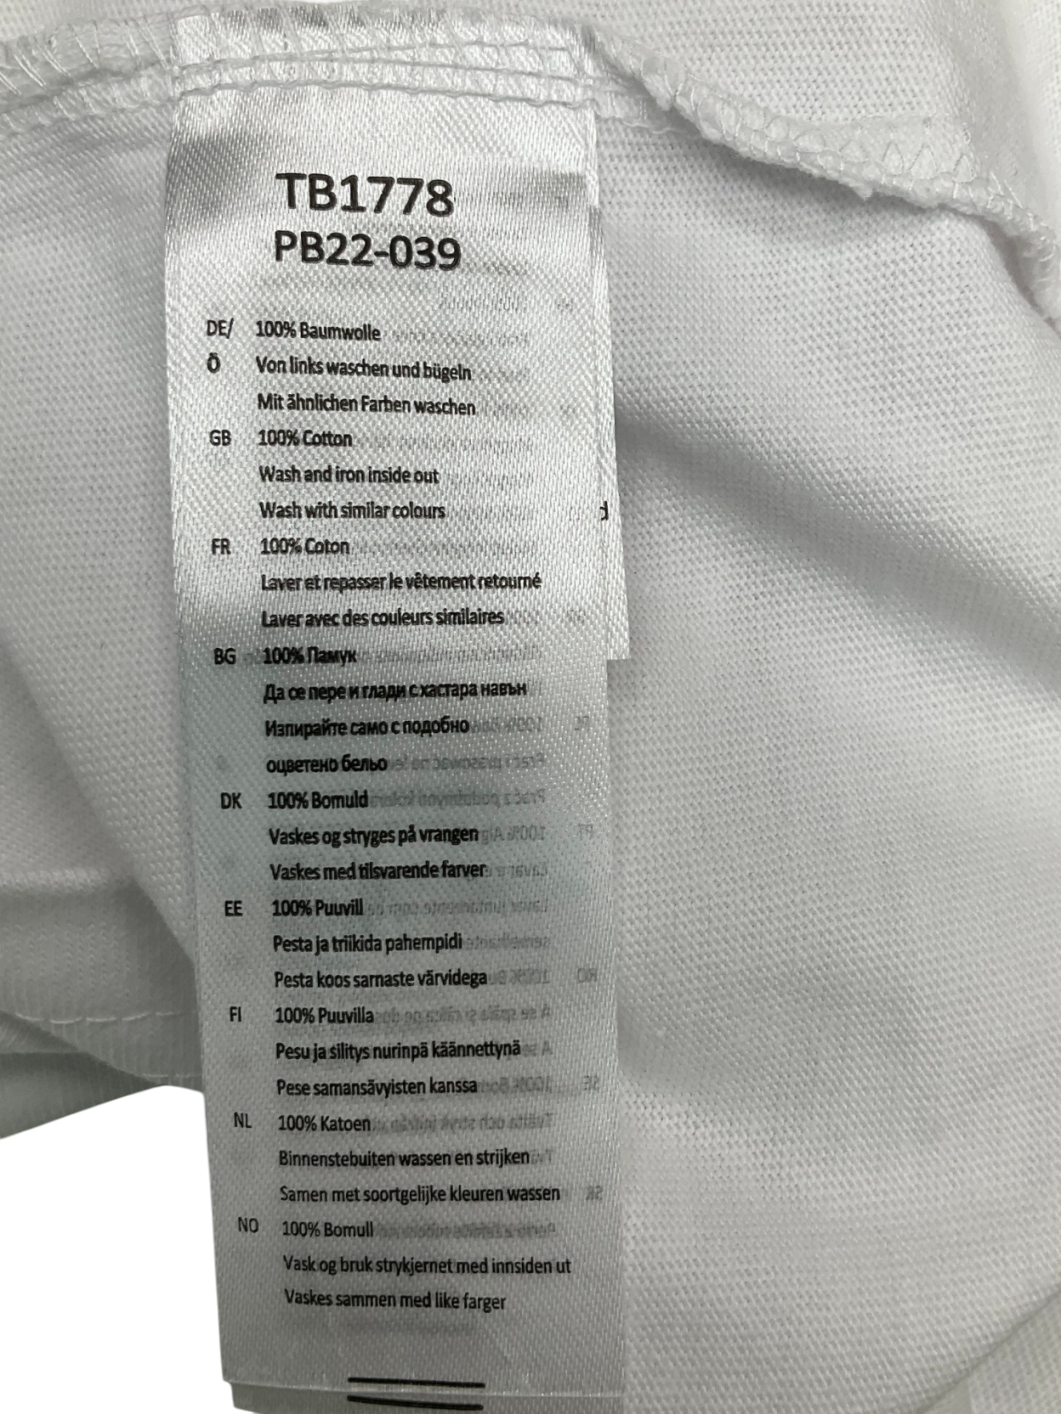 TB1778
PB22-039
DE/ 100% Baumwolle
Ö Von links waschen und bügeln
Mit ähnlichen Farben waschen
GB 100% Cotton
Wash and iron inside out
Wash with similar colours
FR 100% Coton
Laver et repasser le vêtement retourné
Laver avec des couleurs similaires
BG 100% Памук
Да се пере и глади с хастара навън
Изпирайте само с подобно
оцветено бельо
DK 100% Bomuld
Vaskes og stryges på vrangen
Vaskes med tilsvarende farver
EE 100% Puuvill
Pesta ja triikida pahempidi
Pesta koos sarnaste värvidega
FI 100% Puuvilla
Pesu ja silitys nurinpä käännettynä
Pese samansävyisten kanssa
NL 100% Katoen
Binnenstebuiten wassen en strijken
Samen met soortgelijke kleuren wassen
NO 100% Bomull
Vask og bruk strykjernet med innsiden ut
Vaskes sammen med like farger